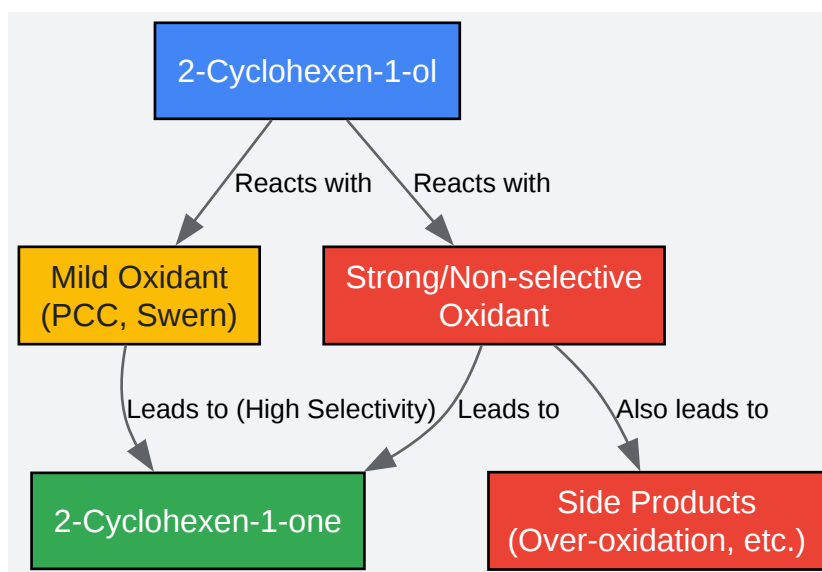 2-Cyclohexen-1-ol
Reacts with
Reacts with
Mild Oxidant
(PCC, Swern)
Strong/Non-selective
Oxidant
Leads to (High Selectivity)
Leads to
Also leads to
2-Cyclohexen-1-one
Side Products
(Over-oxidation, etc.)